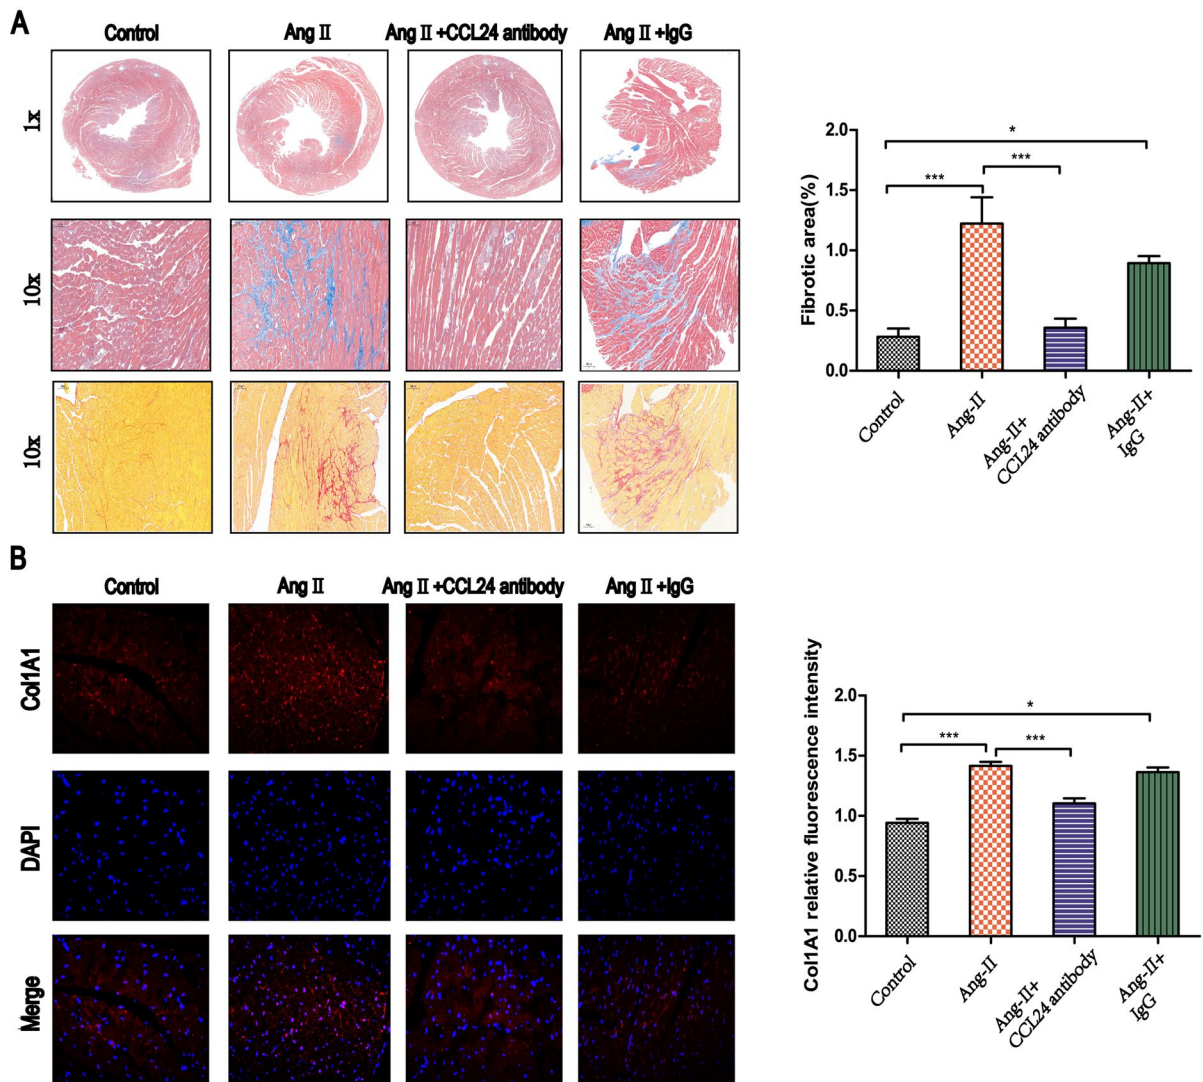 A
Control
Ang Ⅱ
Ang Ⅱ +CCL24 antibody
Ang Ⅱ +IgG
1x
10x
10x
Fibrotic area(%)
2.0
1.5
1.0
0.5
0.0
*
***
***
Control
Ang-II
Ang-II+
CCL24 antibody
Ang-II+
IgG
B
Control
Ang Ⅱ
Ang Ⅱ +CCL24 antibody
Ang Ⅱ +IgG
Col1A1
DAPI
Merge
Col1A1 relative fluorescence intensity
2.0
1.5
1.0
0.5
0.0
*
***
***
Control
Ang-II
Ang-II+
CCL24 antibody
Ang-II+
IgG